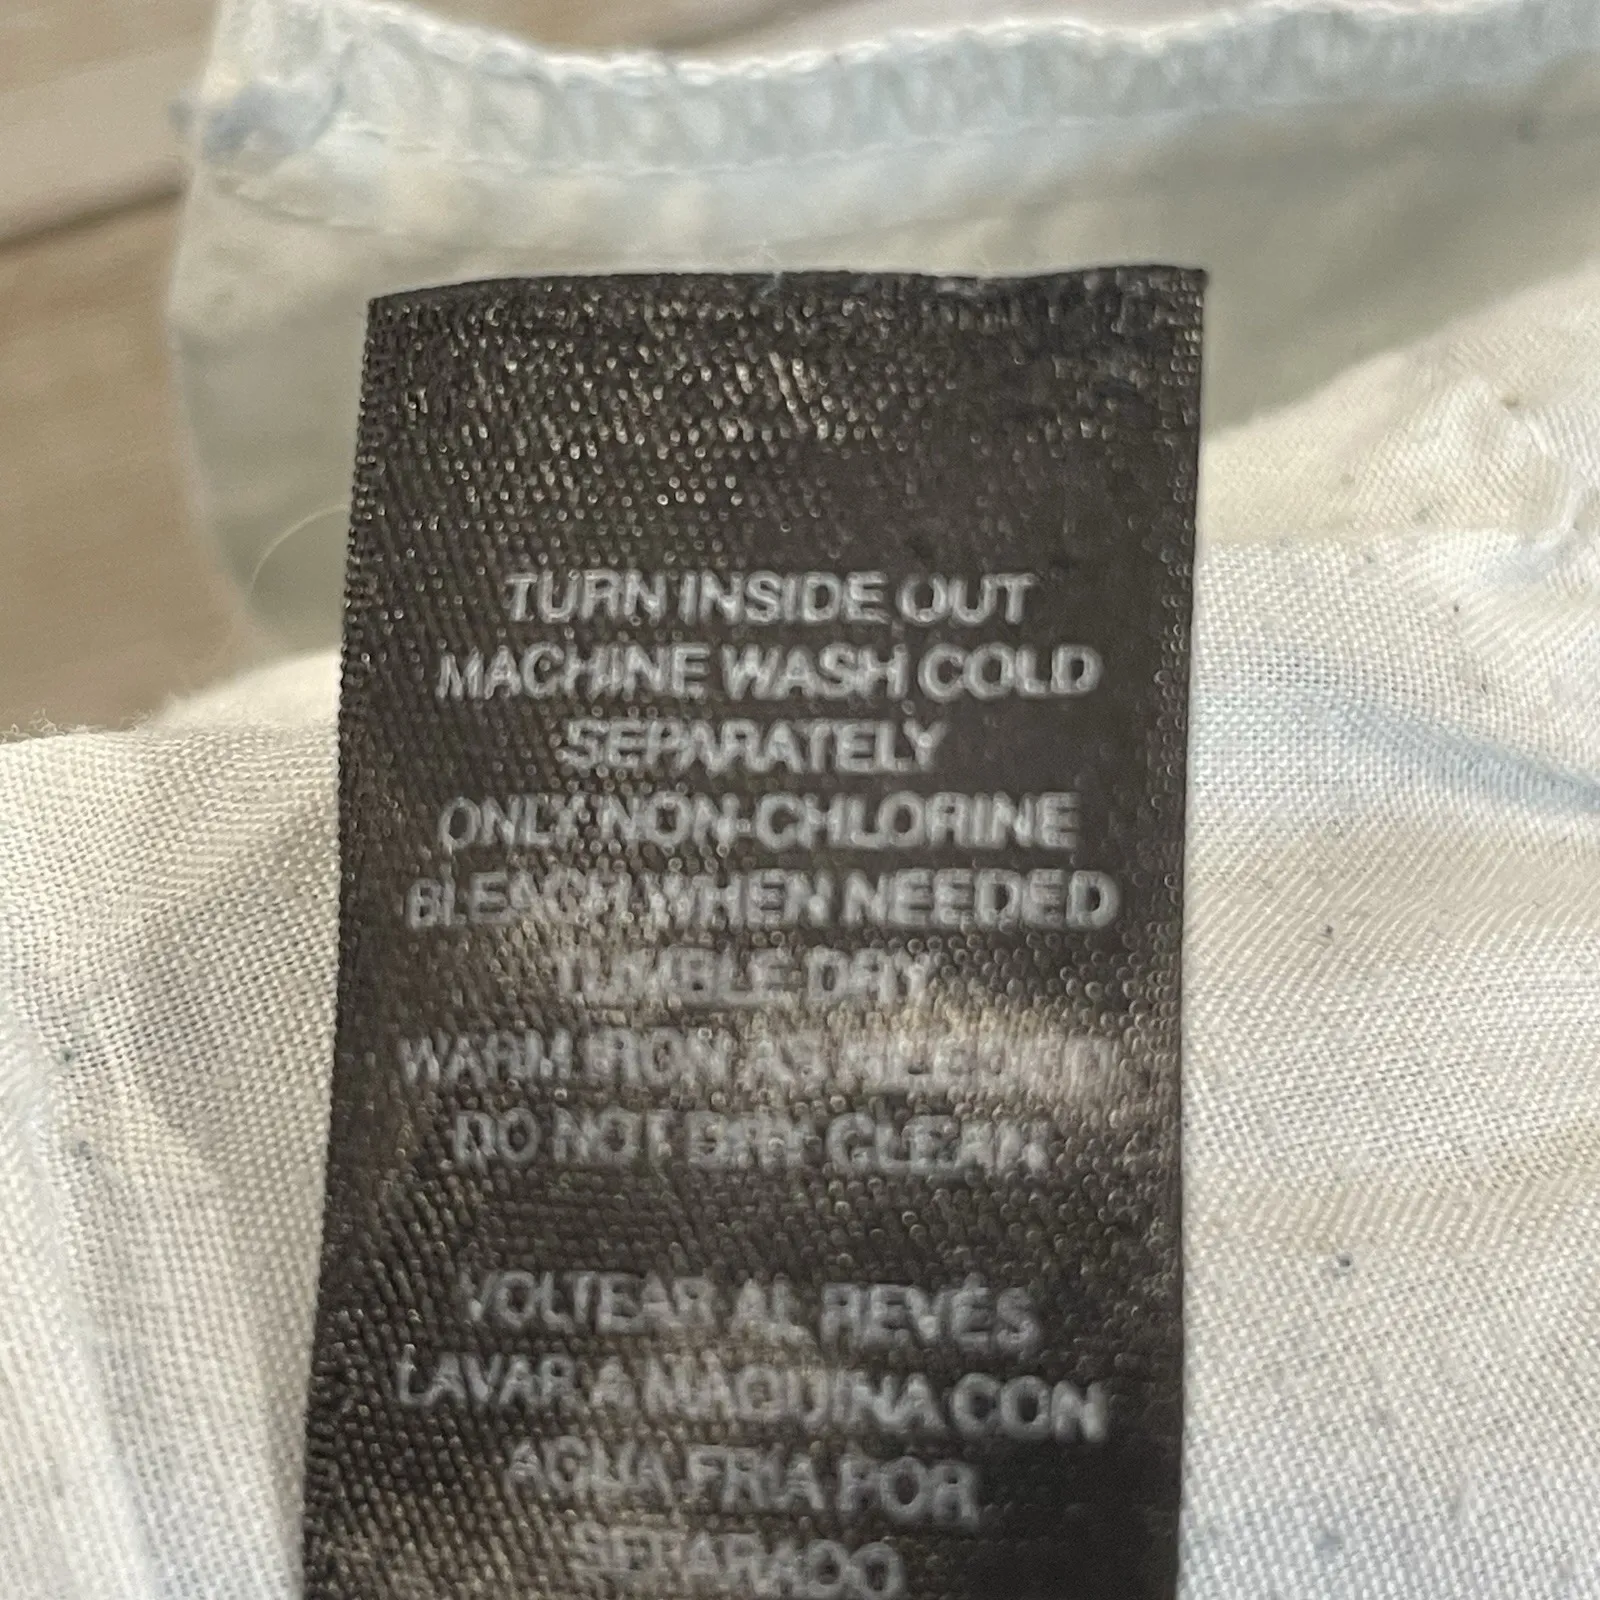 TURN INSIDE OUT
MACHINE WASH COLD
SEPARATELY
ONLY NON-CHLORINE
BLEACH WHEN NEEDED
TUMBLE DRY
WARM IRON AS NEEDED
DO NOT DRY CLEAN
VOLTEAR AL REVÉS
LAVAR A MAQUINA CON
AGUA FRIA POR
SEPARADO